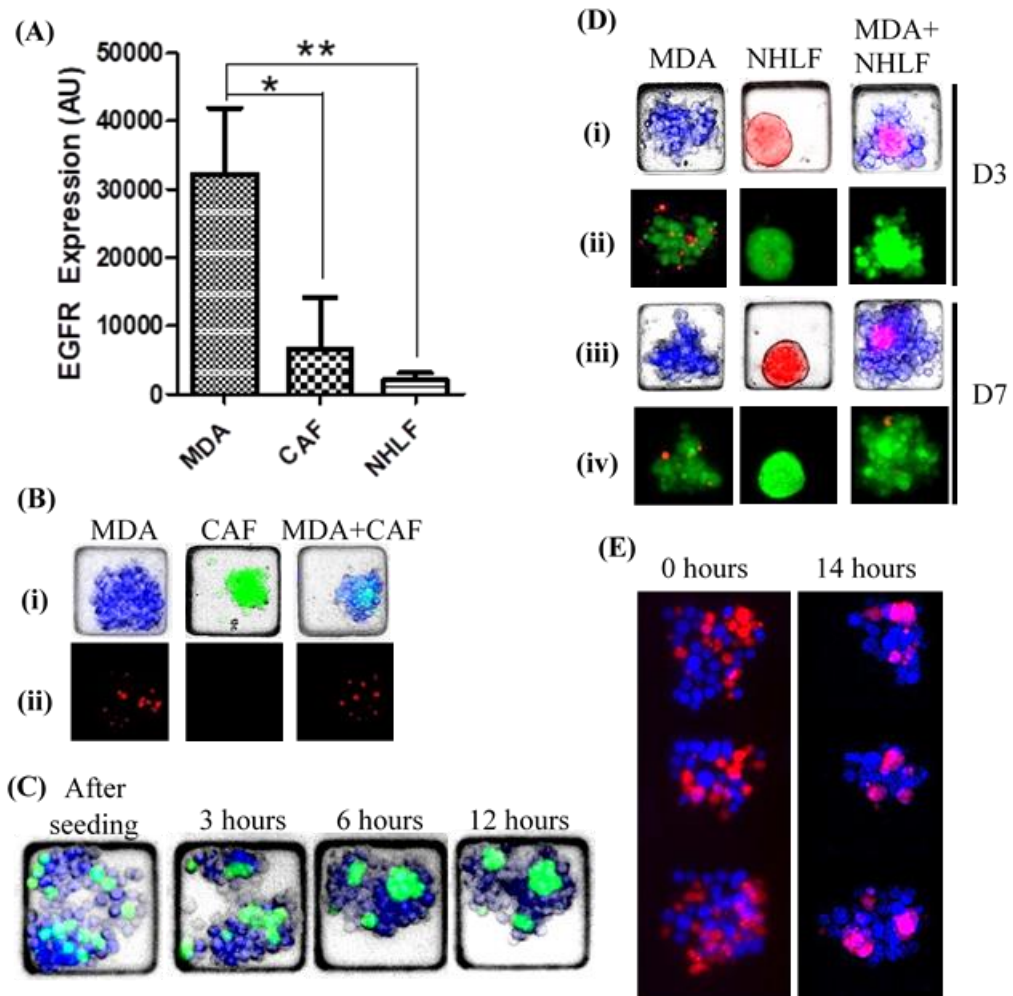 (A)
50000
40000
30000
20000
10000
0
EGFR Expression (AU)
**
*
MDA
CAF
NHLF
(B)
MDA CAF MDA+CAF
(i)
(ii)
(C) After
seeding
3 hours 6 hours 12 hours
(D)
MDA NHLF MDA+
NHLF
(i)
(ii)
D3
(iii)
(iv)
D7
(E)
0 hours 14 hours